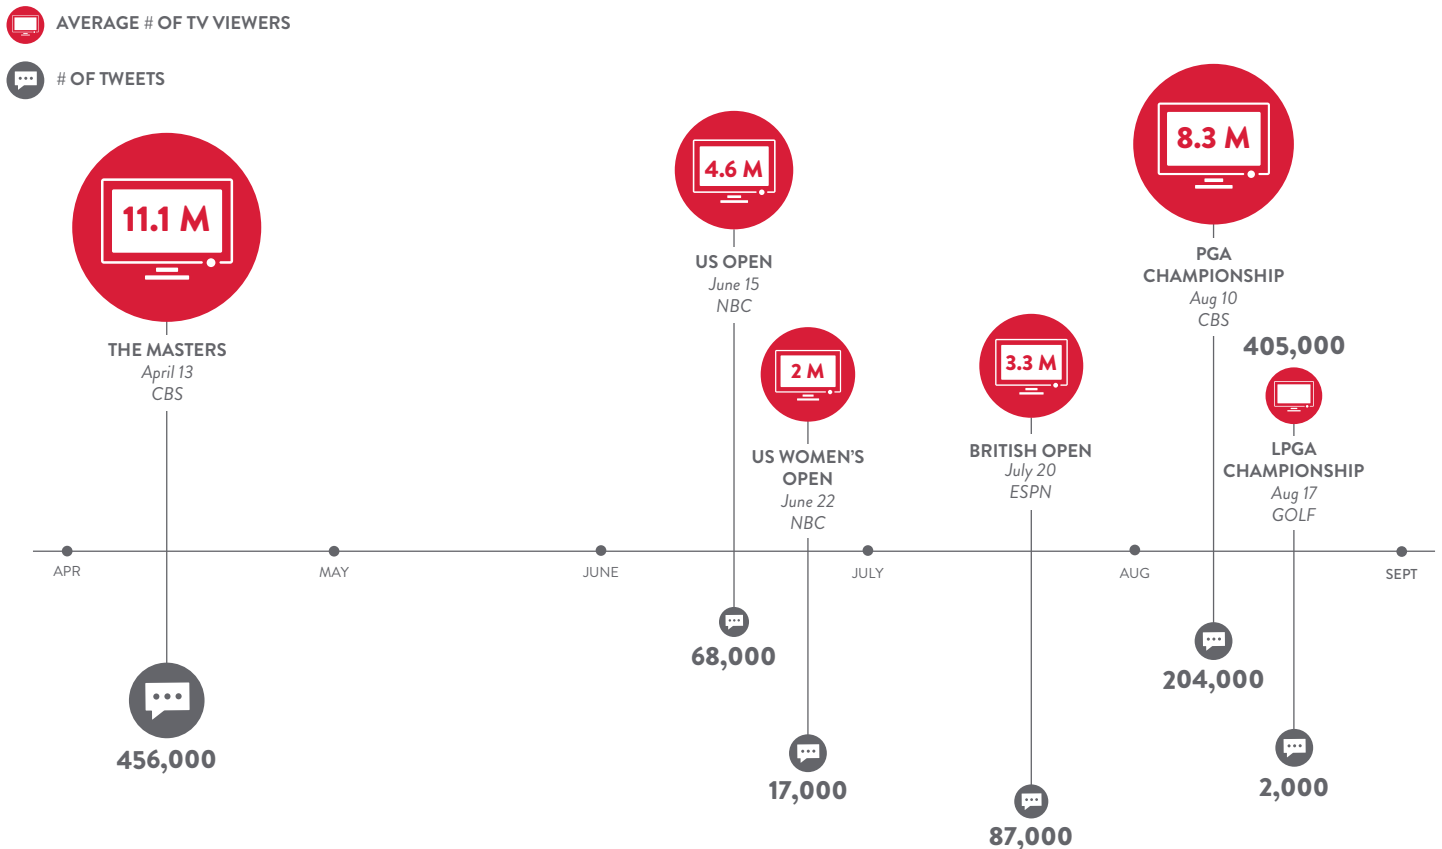 AVERAGE # OF TV VIEWERS
# OF TWEETS
11.1 M
THE MASTERS
April 13
CBS
456,000
4.6 M
US OPEN
June 15
NBC
68,000
2 M
US WOMEN'S
OPEN
June 22
NBC
17,000
3.3 M
BRITISH OPEN
July 20
ESPN
87,000
8.3 M
PGA
CHAMPIONSHIP
Aug 10
CBS
204,000
405,000
LPGA
CHAMPIONSHIP
Aug 17
GOLF
2,000
APR
MAY
JUNE
JULY
AUG
SEPT